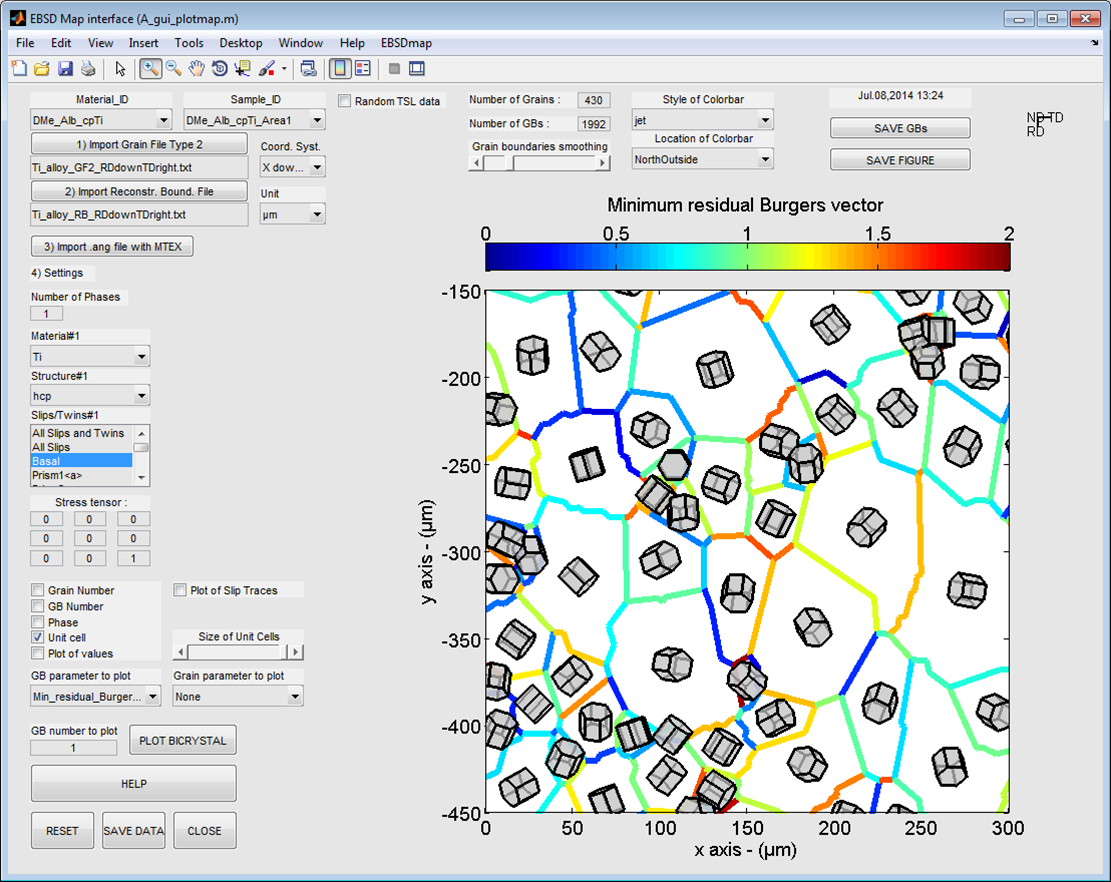 EBSD Map interface (A_gui_plotmap.m)
File Edit View Insert Tools Desktop Window Help EBSDmap
Material_ID
Sample_ID
DMe_Alb_cpTi
DMe_Alb_cpTi_Area1
Random TSL data
1) Import Grain File Type 2
Coord. Syst.
Ti_alloy_GF2_RDdownTDright.txt
X dow...
2) Import Reconstr. Bound. File
Unit
Ti_alloy_RB_RDdownTDright.txt
µm
3) Import .ang file with MTEX
4) Settings
Number of Phases
1
Material#1
Ti
Structure#1
hcp
Slips/Twins#1
All Slips and Twins
All Slips
Basal
Prism1<a>
Stress tensor :
0 0 0
0 0 0
0 0 1
Grain Number
Plot of Slip Traces
GB Number
Phase
Unit cell
Size of Unit Cells
Plot of values
GB parameter to plot
Grain parameter to plot
Min_residual_Burger...
None
GB number to plot
1
PLOT BICRYSTAL
HELP
RESET
SAVE DATA
CLOSE
Number of Grains : 430
Number of GBs : 1992
Grain boundaries smoothing
Style of Colorbar
jet
Location of Colorbar
NorthOutside
Jul.08,2014 13:24
SAVE GBs
SAVE FIGURE
TD
RD
Minimum residual Burgers vector
0 0.5 1 1.5 2
-150
-200
-250
-300
-350
-400
-450
y axis - (µm)
0 50 100 150 200 250 300
x axis - (µm)